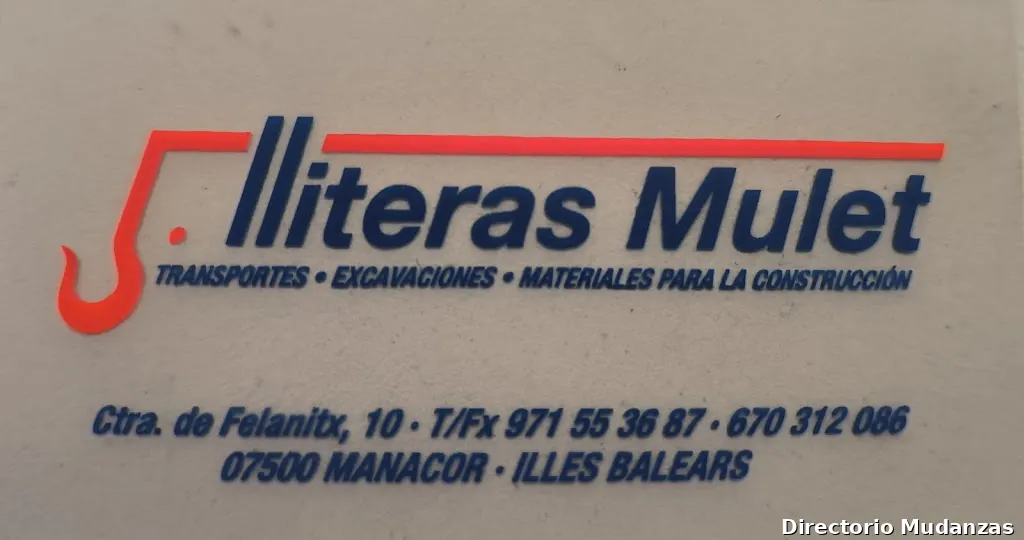 J. Lliteras Mulet
TRANSPORTES • EXCAVACIONES • MATERIALES PARA LA CONSTRUCCIÓN
Ctra. de Felanitx, 10 · T/Fx 971 55 36 87 · 670 312 086
07500 MANACOR · ILLES BALEARS
Directorio Mudanzas